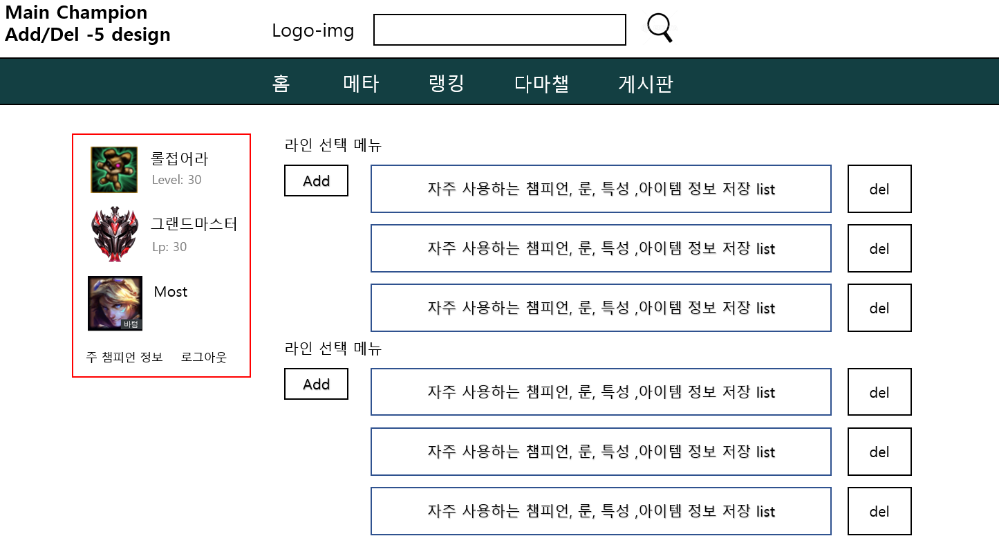 Main Champion
Add/Del -5 design
Logo-img
홈 메타 랭킹 다마챌 게시판
롤접어라
Level: 30
그랜드마스터
Lp: 30
Most
바텀
주 챔피언 정보 로그아웃
라인 선택 메뉴
Add 자주 사용하는 챔피언, 룬, 특성 ,아이템 정보 저장 list del
자주 사용하는 챔피언, 룬, 특성 ,아이템 정보 저장 list del
자주 사용하는 챔피언, 룬, 특성 ,아이템 정보 저장 list del
라인 선택 메뉴
Add 자주 사용하는 챔피언, 룬, 특성 ,아이템 정보 저장 list del
자주 사용하는 챔피언, 룬, 특성 ,아이템 정보 저장 list del
자주 사용하는 챔피언, 룬, 특성 ,아이템 정보 저장 list del